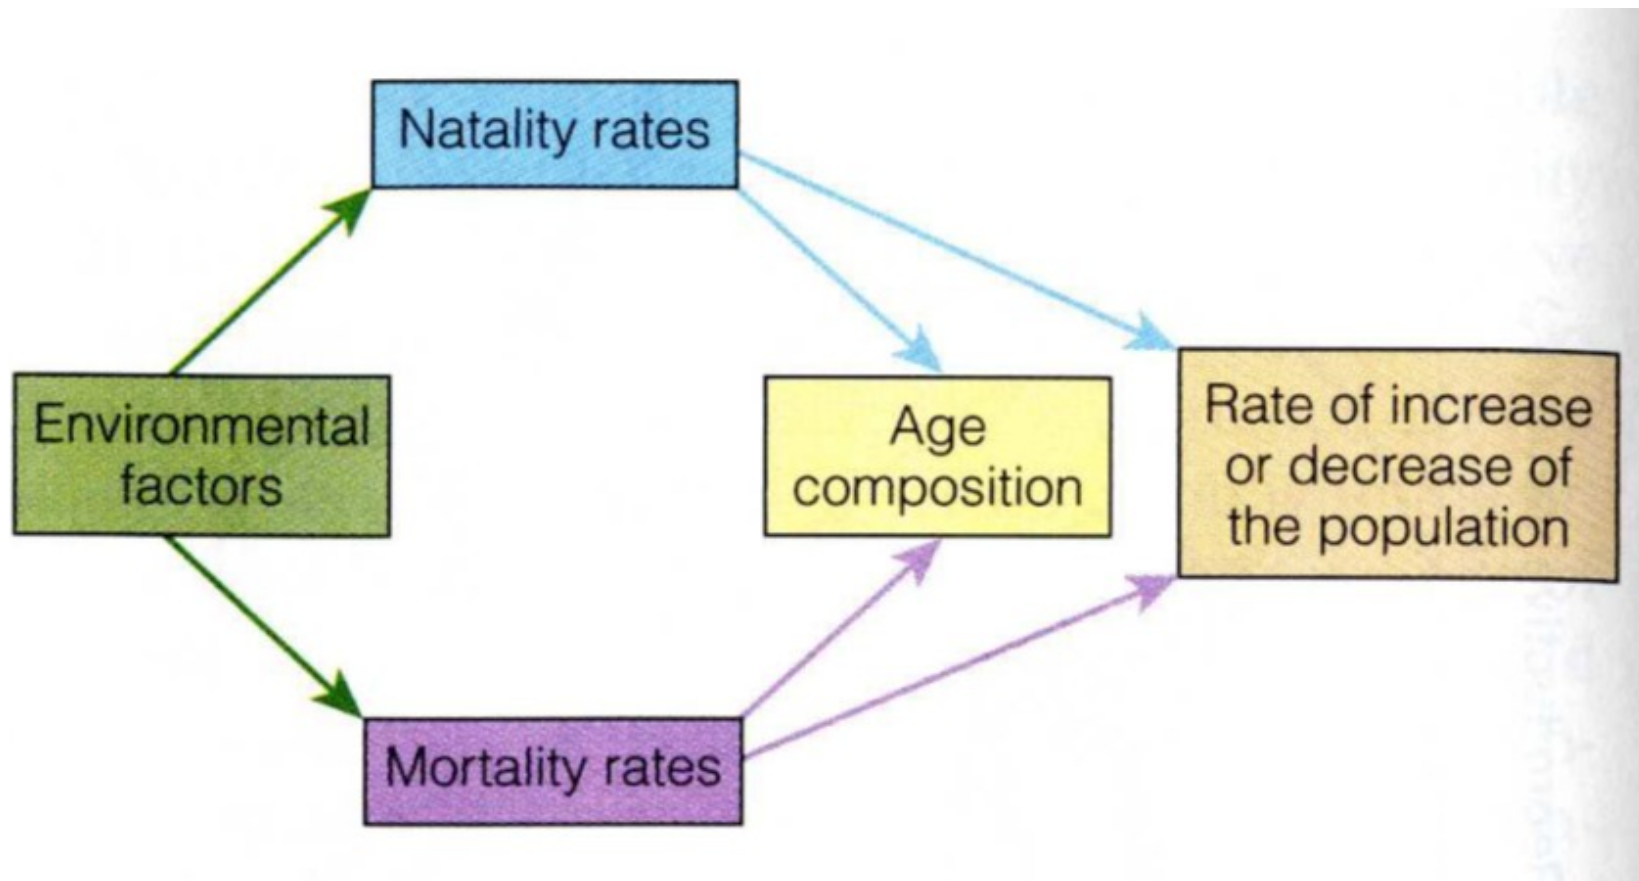 Natality rates
Environmental
factors
Age
composition
Rate of increase
or decrease of
the population
Mortality rates